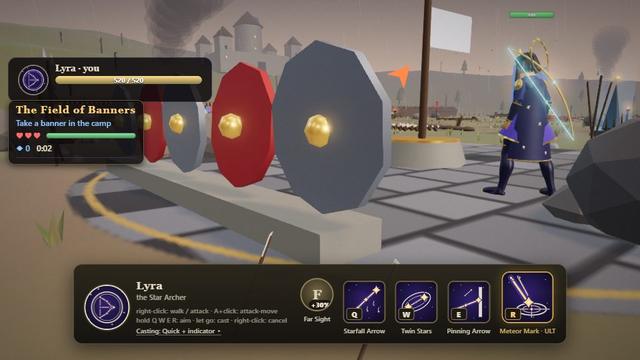 Lyra - you
520 / 520
The Field of Banners
Take a banner in the camp
0 0:02
Lyra
the Star Archer
right-click: walk / attack · A+click: attack-move
hold Q W E R: aim · let go: cast · right-click: cancel
Casting: Quick + indicator
F
+30%
Far Sight
Q
Starfall Arrow
W
Twin Stars
E
Pinning Arrow
R
Meteor Mark · ULT